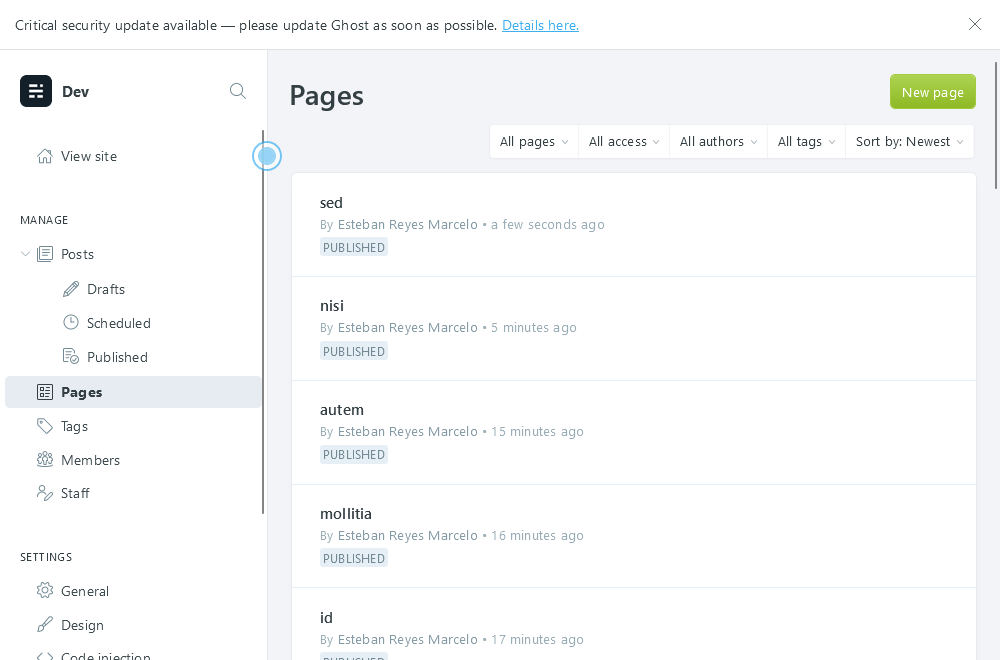 Critical security update available — please update Ghost as soon as possible. Details here.
Dev
View site
MANAGE
Posts
Drafts
Scheduled
Published
Pages
Tags
Members
Staff
SETTINGS
General
Design
Code injection
Pages
New page
All pages
All access
All authors
All tags
Sort by: Newest
sed
By Esteban Reyes Marcelo • a few seconds ago
PUBLISHED
nisi
By Esteban Reyes Marcelo • 5 minutes ago
PUBLISHED
autem
By Esteban Reyes Marcelo • 15 minutes ago
PUBLISHED
mollitia
By Esteban Reyes Marcelo • 16 minutes ago
PUBLISHED
id
By Esteban Reyes Marcelo • 17 minutes ago
PUBLISHED